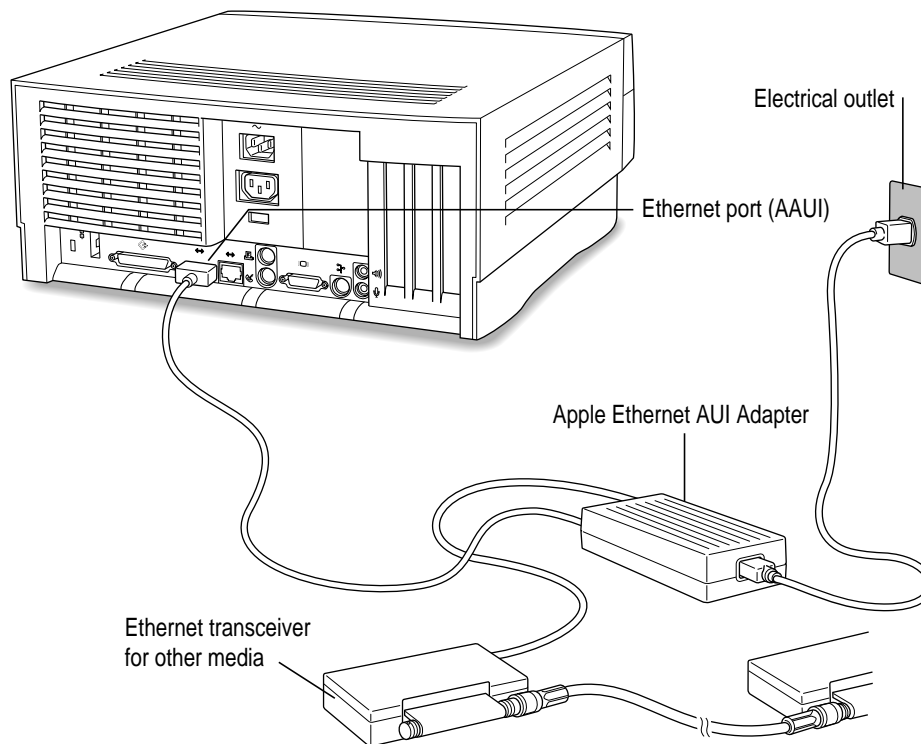 Electrical outlet
Ethernet port (AAUI)
Apple Ethernet AUI Adapter
Ethernet transceiver
for other media